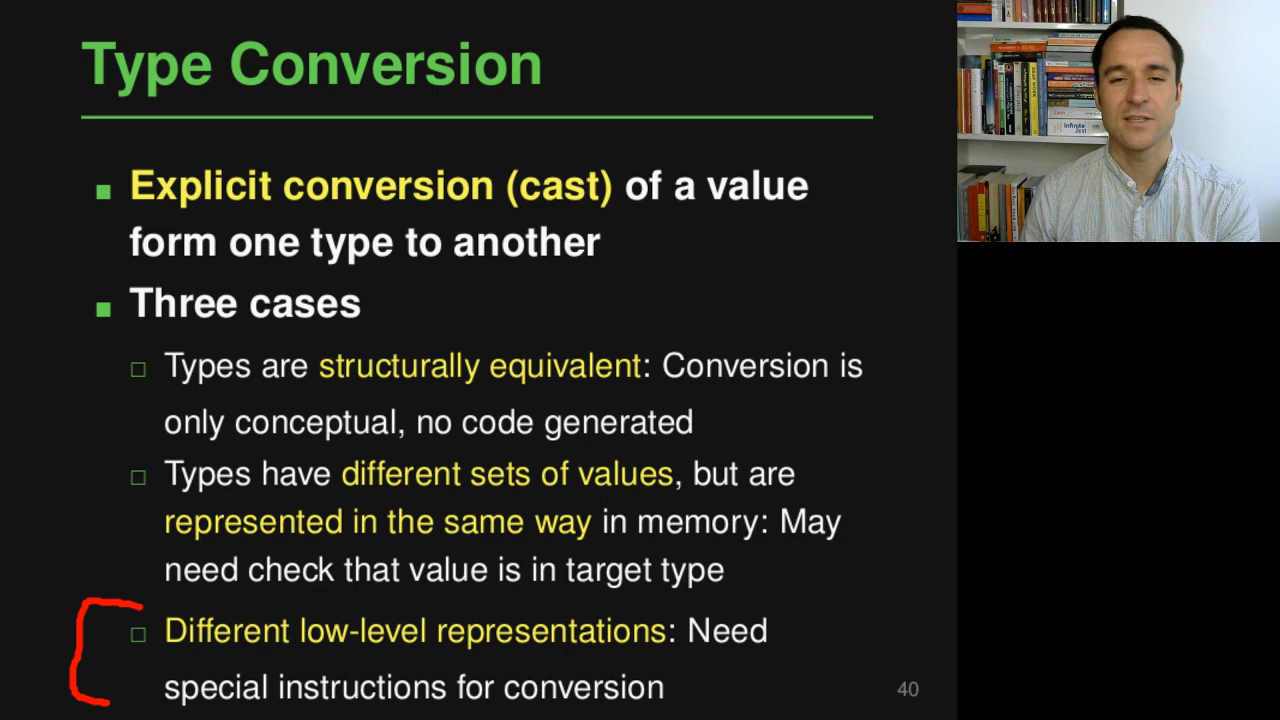 Type Conversion
Explicit conversion (cast) of a value
form one type to another
Three cases
Types are structurally equivalent: Conversion is
only conceptual, no code generated
Types have different sets of values, but are
represented in the same way in memory: May
need check that value is in target type
Different low-level representations: Need
special instructions for conversion
40
Infinite
Jest